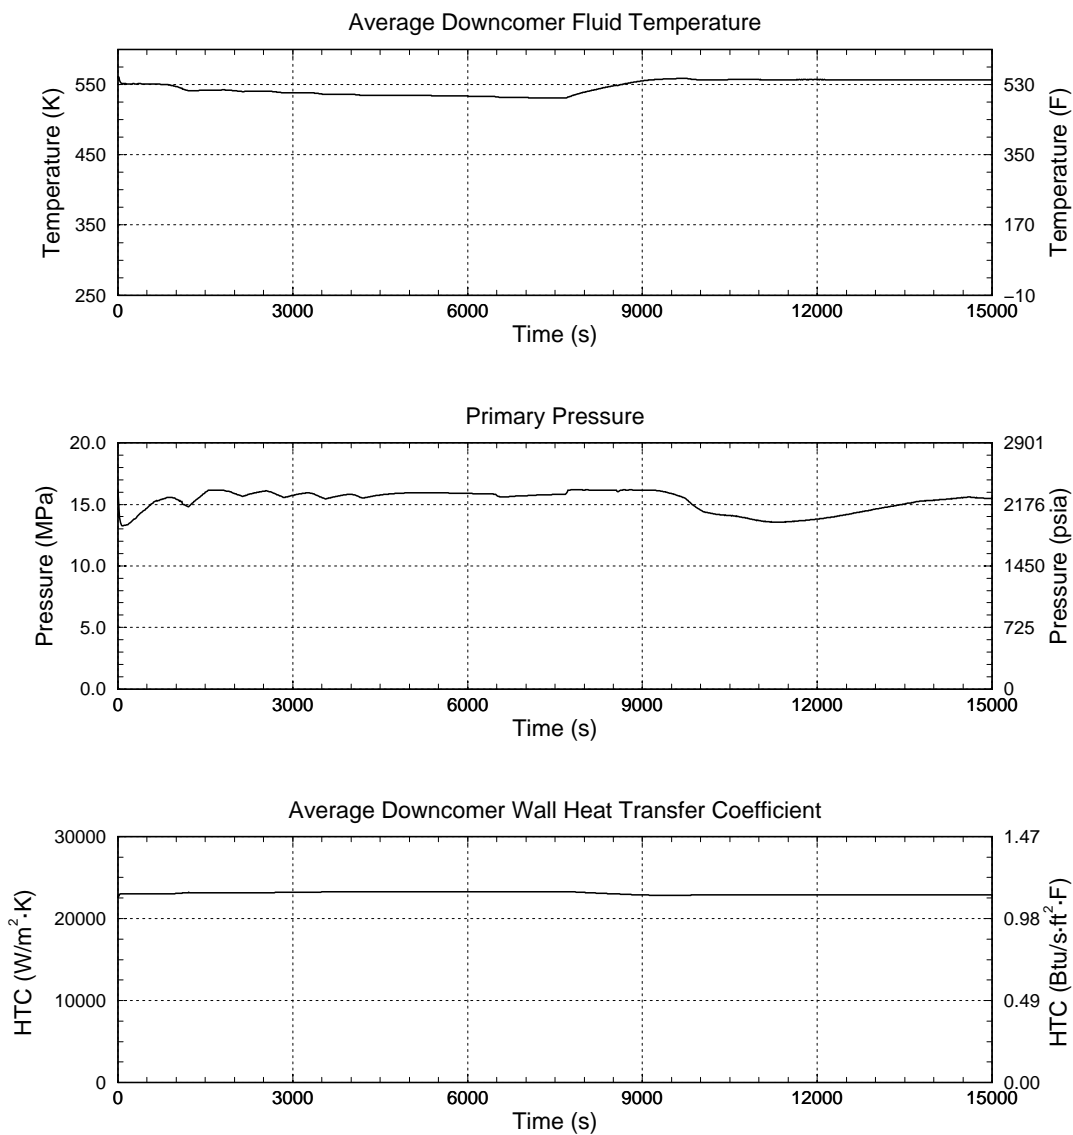 Average Downcomer Fluid Temperature
550 530
450 350
350 170
250 −10
Temperature (K)
Temperature (F)
0 3000 6000 9000 12000 15000
Time (s)
Primary Pressure
20.0 2901
15.0 2176
10.0 1450
5.0 725
0.0 0
Pressure (MPa)
Pressure (psia)
0 3000 6000 9000 12000 15000
Time (s)
Average Downcomer Wall Heat Transfer Coefficient
30000 1.47
20000 0.98
10000 0.49
0 0.00
HTC (W/m²·K)
HTC (Btu/s·ft²·F)
0 3000 6000 9000 12000 15000
Time (s)